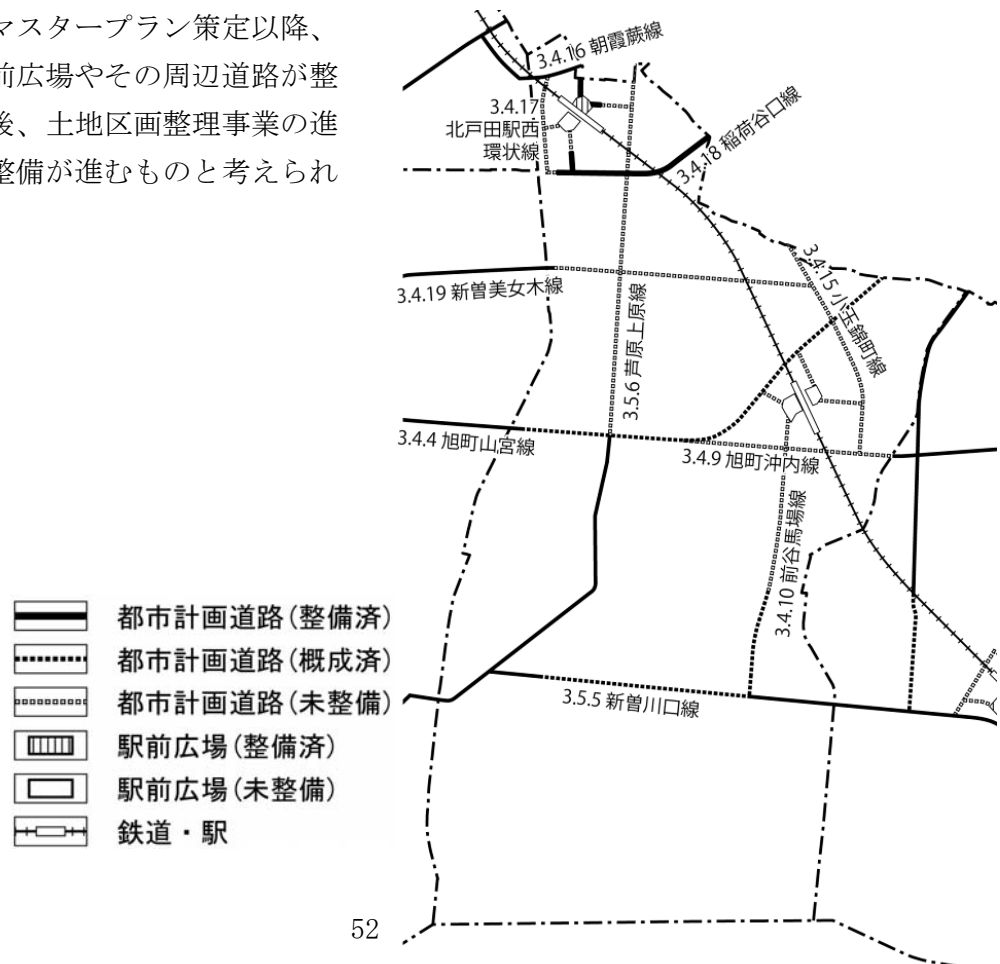 マスタープラン策定以降、
前広場やその周辺道路が整
後、土地区画整理事業の進
整備が進むものと考えられ
3.4.16 朝霞蕨線
3.4.17
北戸田駅西
環状線
3.4.18 稲荷谷口線
3.4.19 新曽美女木線
3.5.6 芦原上原線
3.4.15 小玉錦町線
3.4.4 旭町山宮線
3.4.9 旭町沖内線
3.4.10 前谷馬場線
3.5.5 新曽川口線
都市計画道路(整備済)
都市計画道路(概成済)
都市計画道路(未整備)
駅前広場(整備済)
駅前広場(未整備)
鉄道・駅
52